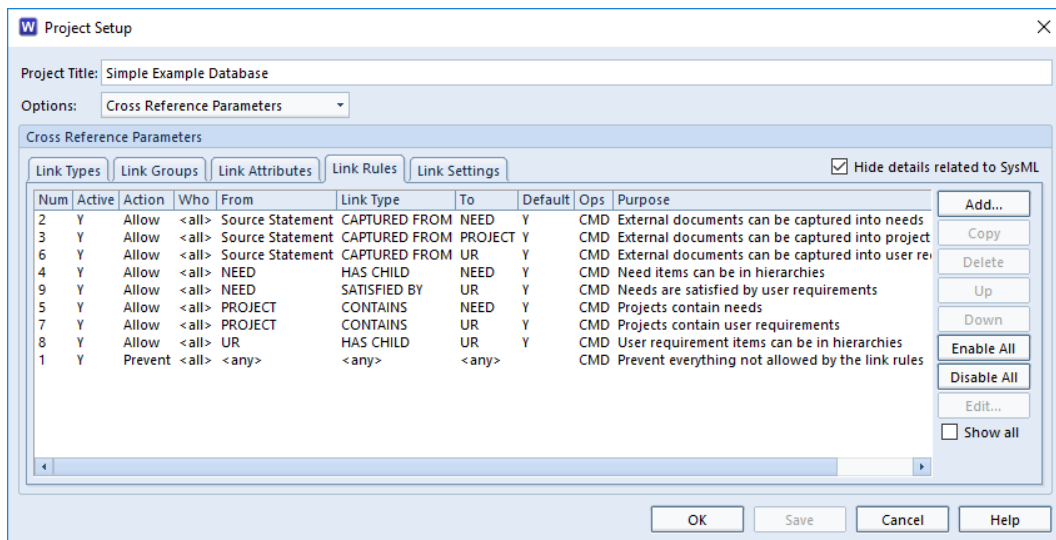 W Project Setup
Project Title: Simple Example Database
Options: Cross Reference Parameters
Cross Reference Parameters
Link Types Link Groups Link Attributes Link Rules Link Settings Hide details related to SysML
Num Active Action Who From Link Type To Default Ops Purpose
2 Y Allow <all> Source Statement CAPTURED FROM NEED Y CMD External documents can be captured into needs
3 Y Allow <all> Source Statement CAPTURED FROM PROJECT Y CMD External documents can be captured into project
6 Y Allow <all> Source Statement CAPTURED FROM UR Y CMD External documents can be captured into user re
4 Y Allow <all> NEED HAS CHILD NEED Y CMD Need items can be in hierarchies
9 Y Allow <all> NEED SATISFIED BY UR Y CMD Needs are satisfied by user requirements
5 Y Allow <all> PROJECT CONTAINS NEED Y CMD Projects contain needs
7 Y Allow <all> PROJECT CONTAINS UR Y CMD Projects contain user requirements
8 Y Allow <all> UR HAS CHILD UR Y CMD User requirement items can be in hierarchies
1 Y Prevent <all> <any> <any> <any> CMD Prevent everything not allowed by the link rules
Add...
Copy
Delete
Up
Down
Enable All
Disable All
Edit...
Show all
OK Save Cancel Help